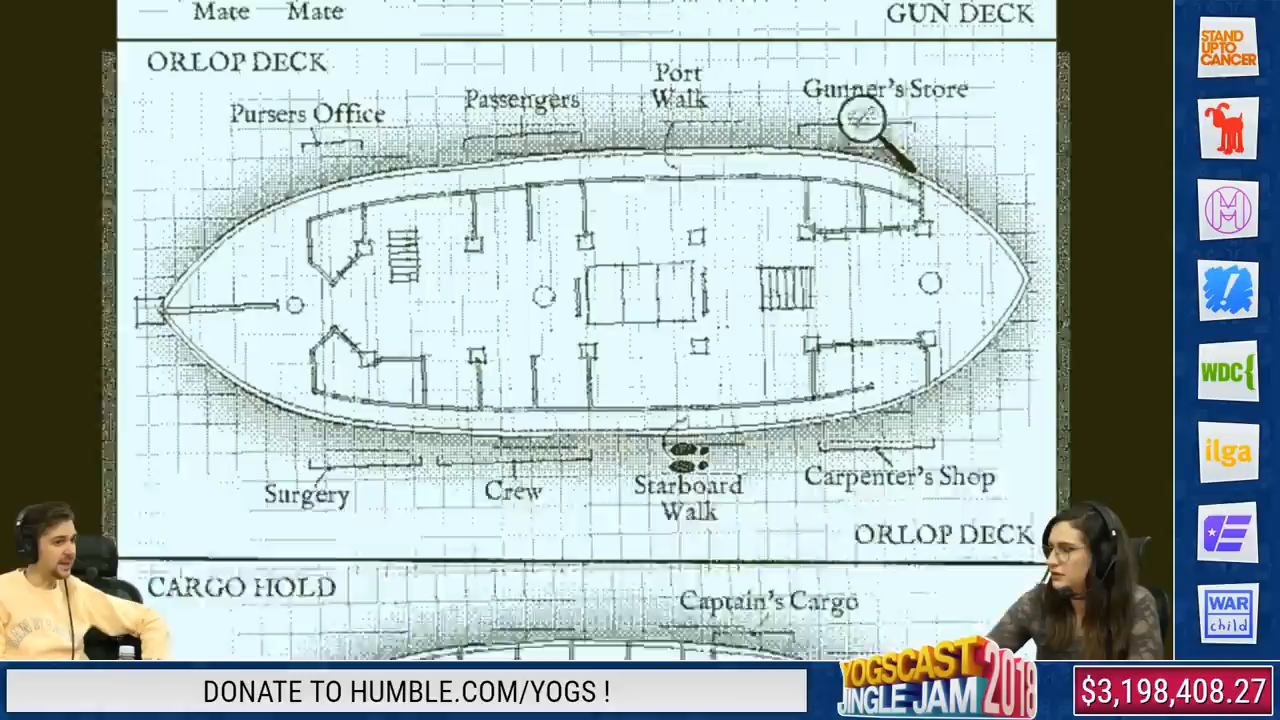 Mate Mate
GUN DECK
ORLOP DECK
Port
Walk
Gunner's Store
Passengers
Pursers Office
Surgery
Crew
Starboard
Walk
Carpenter's Shop
ORLOP DECK
CARGO HOLD
Captain's Cargo
STAND
UP TO
CANCER
M
!
WDC
ilga
E
WAR
child
DONATE TO HUMBLE.COM/YOGS !
YOGSCAST
JINGLE JAM 2018
$3,198,408.27